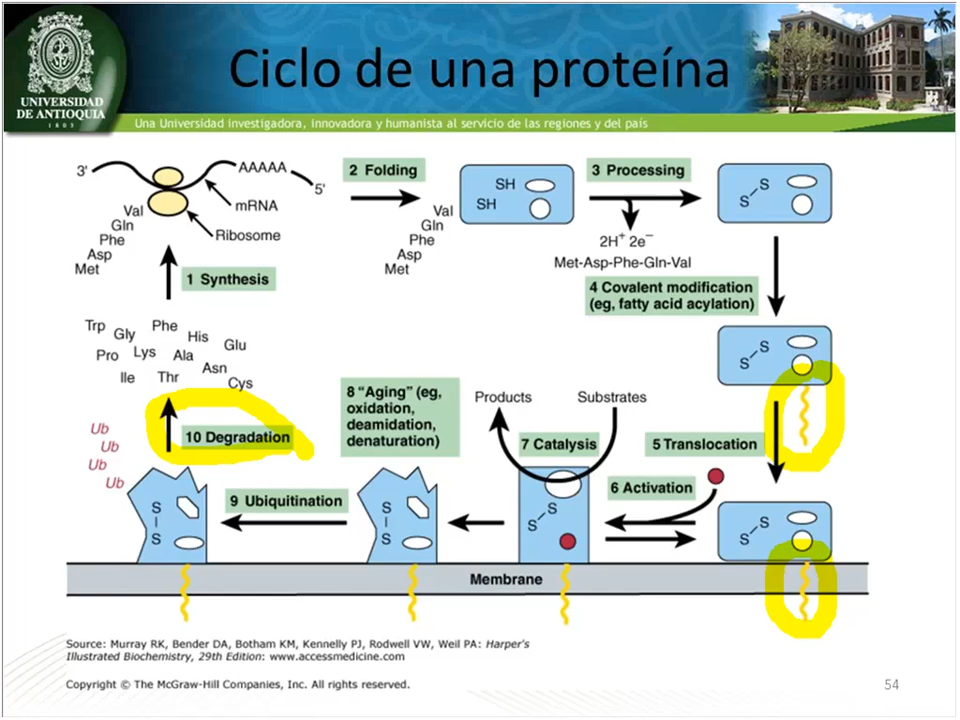 Ciclo de una proteína
UNIVERSIDAD
DE ANTIOQUIA
1803
Una Universidad investigadora, innovadora y humanista al servicio de las regiones y del país
3'
AAAAA
5'
mRNA
Ribosome
Val
Gln
Phe
Asp
Met
1 Synthesis
2 Folding
Val
Gln
Phe
Asp
Met
SH
SH
3 Processing
2H+ 2e–
Met-Asp-Phe-Gln-Val
S
S
4 Covalent modification
(eg, fatty acid acylation)
S
S
5 Translocation
S
S
6 Activation
Products
Substrates
7 Catalysis
S
S
8 “Aging” (eg,
oxidation,
deamidation,
denaturation)
S
S
9 Ubiquitination
Ub
Ub
Ub
Ub
S
S
10 Degradation
Trp
Gly
Phe
His
Glu
Pro
Lys
Ala
Asn
Ile
Thr
Cys
Membrane
Source: Murray RK, Bender DA, Botham KM, Kennelly PJ, Rodwell VW, Weil PA: Harper's
Illustrated Biochemistry, 29th Edition: www.accessmedicine.com
Copyright © The McGraw-Hill Companies, Inc. All rights reserved.
54